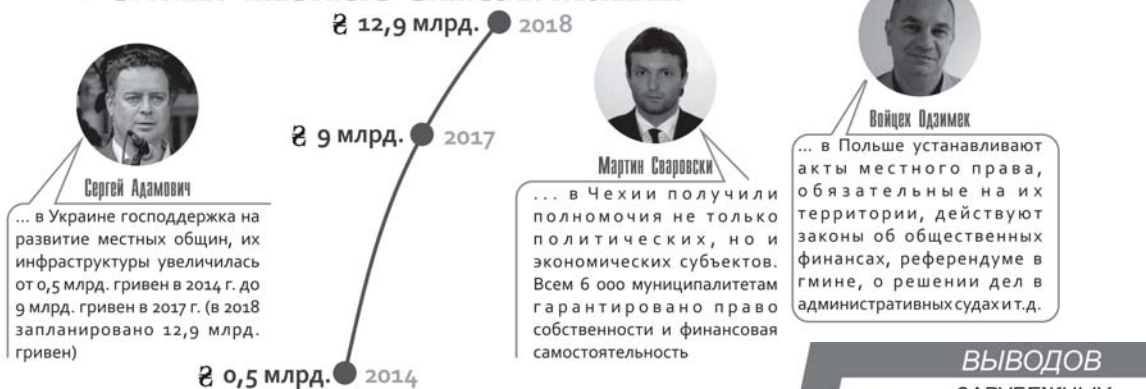 ₴ 12,9 млрд. 2018
₴ 9 млрд. 2017
Сергей Адамович
... в Украине господдержка на
развитие местных общин, их
инфраструктуры увеличилась
от 0,5 млрд. гривен в 2014 г. до
9 млрд. гривен в 2017 г. (в 2018
запланировано 12,9 млрд.
гривен)
₴ 0,5 млрд. 2014
Мартин Сваровски
... в Чехии получили
полномочия не только
политических, но и
экономических субъектов.
Всем 6 000 муниципалитетам
гарантировано право
собственности и финансовая
самостоятельность
Войцех Одзимек
... в Польше устанавливают
акты местного права,
обязательные на их
территории, действуют
законы об общественных
финансах, референдуме в
гмине, о решении дел в
административных судах и т.д.
ВЫВОДОВ